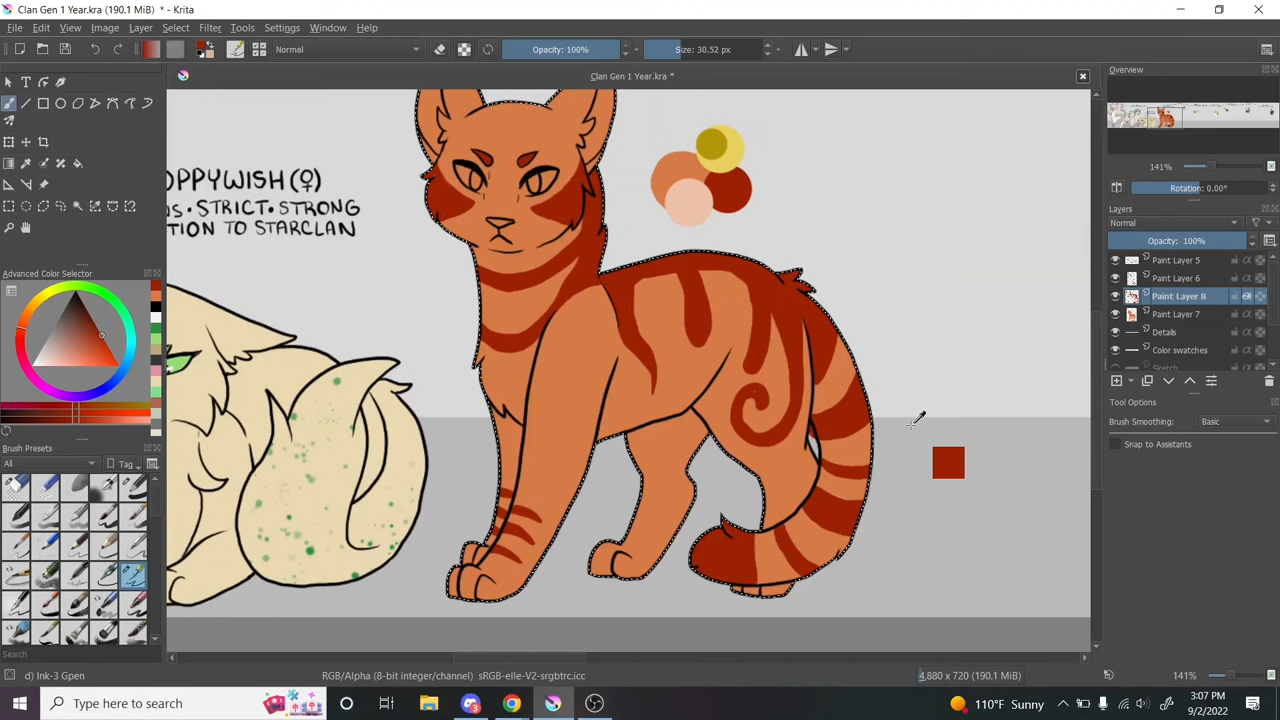 Clan Gen 1 Year.kra (190.1 MiB) * - Krita
File Edit View Image Layer Select Filter Tools Settings Window Help
Normal Opacity: 100% Size: 30.52 px
Clan Gen 1 Year.kra *
Overview
141%
Rotation: 0.00°
Layers
Normal
Opacity: 100%
Paint Layer 5
Paint Layer 6
Paint Layer 8
Paint Layer 7
Details
Color swatches
Tool Options
Brush Smoothing: Basic
Snap to Assistants
Advanced Color Selector
Brush Presets
All Tag
Search
OPPYWISH (♀)
S • STRICT • STRONG
TION TO STARCLAN
d) Ink-3 Gpen RGB/Alpha (8-bit integer/channel) sRGB-elle-V2-srgbtrc.icc 4,880 x 720 (190.1 MiB) 141%
Type here to search 110°F Sunny 3:07 PM
9/2/2022